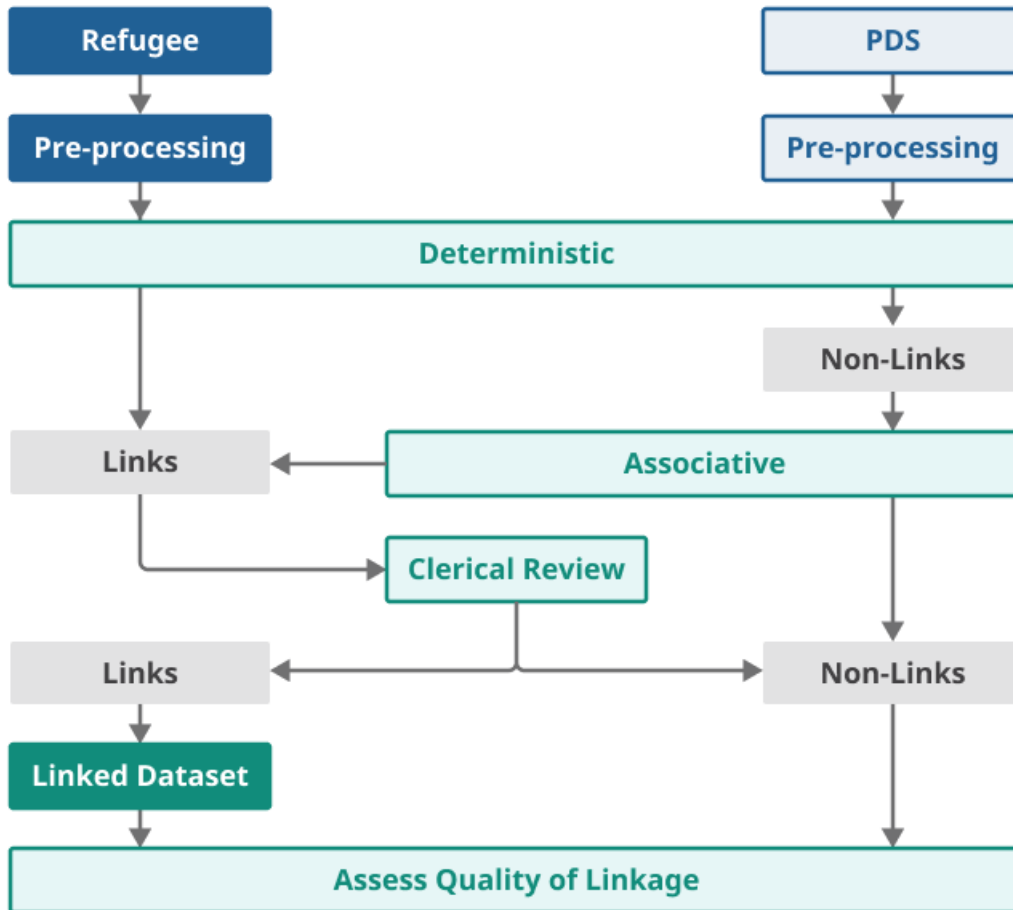 Refugee
PDS
Pre-processing
Pre-processing
Deterministic
Non-Links
Links
Associative
Clerical Review
Links
Non-Links
Linked Dataset
Assess Quality of Linkage